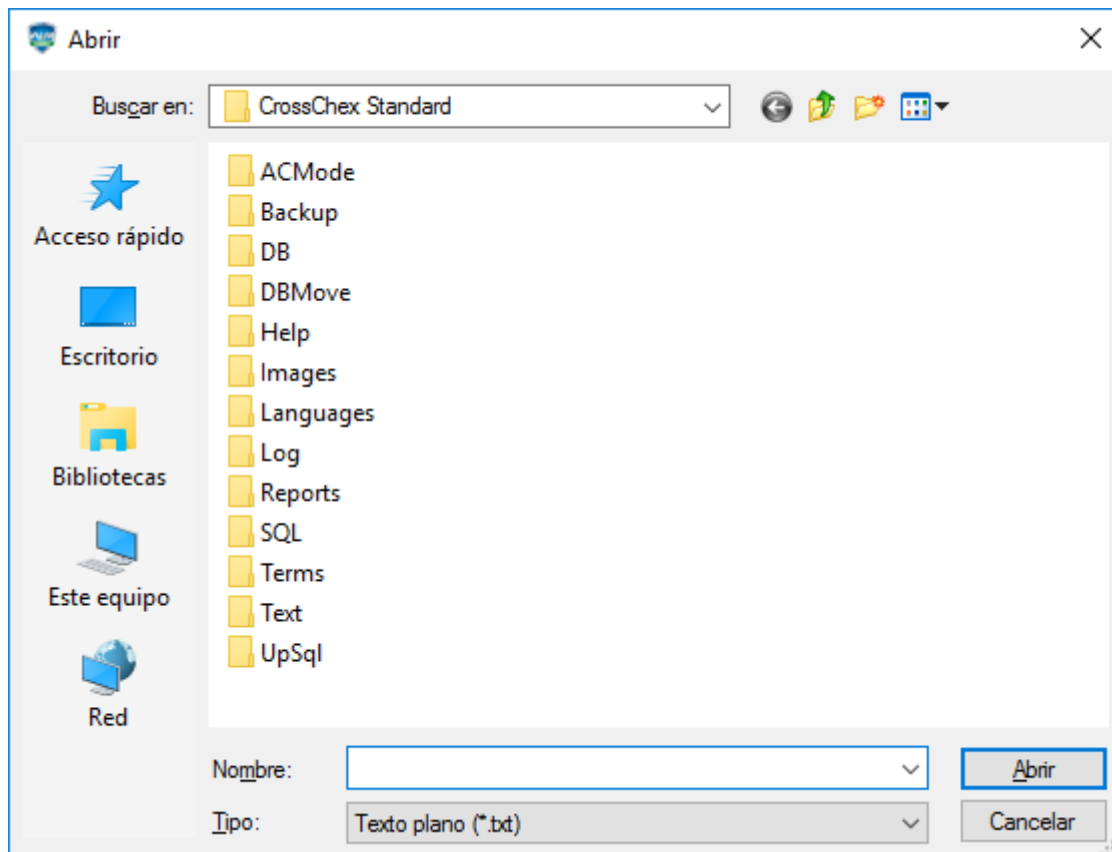 Abrir
Buscar en: CrossChex Standard
Acceso rápido
Escritorio
Bibliotecas
Este equipo
Red
ACMode
Backup
DB
DBMove
Help
Images
Languages
Log
Reports
SQL
Terms
Text
UpSql
Nombre:
Abrir
Tipo: Texto plano (*.txt)
Cancelar